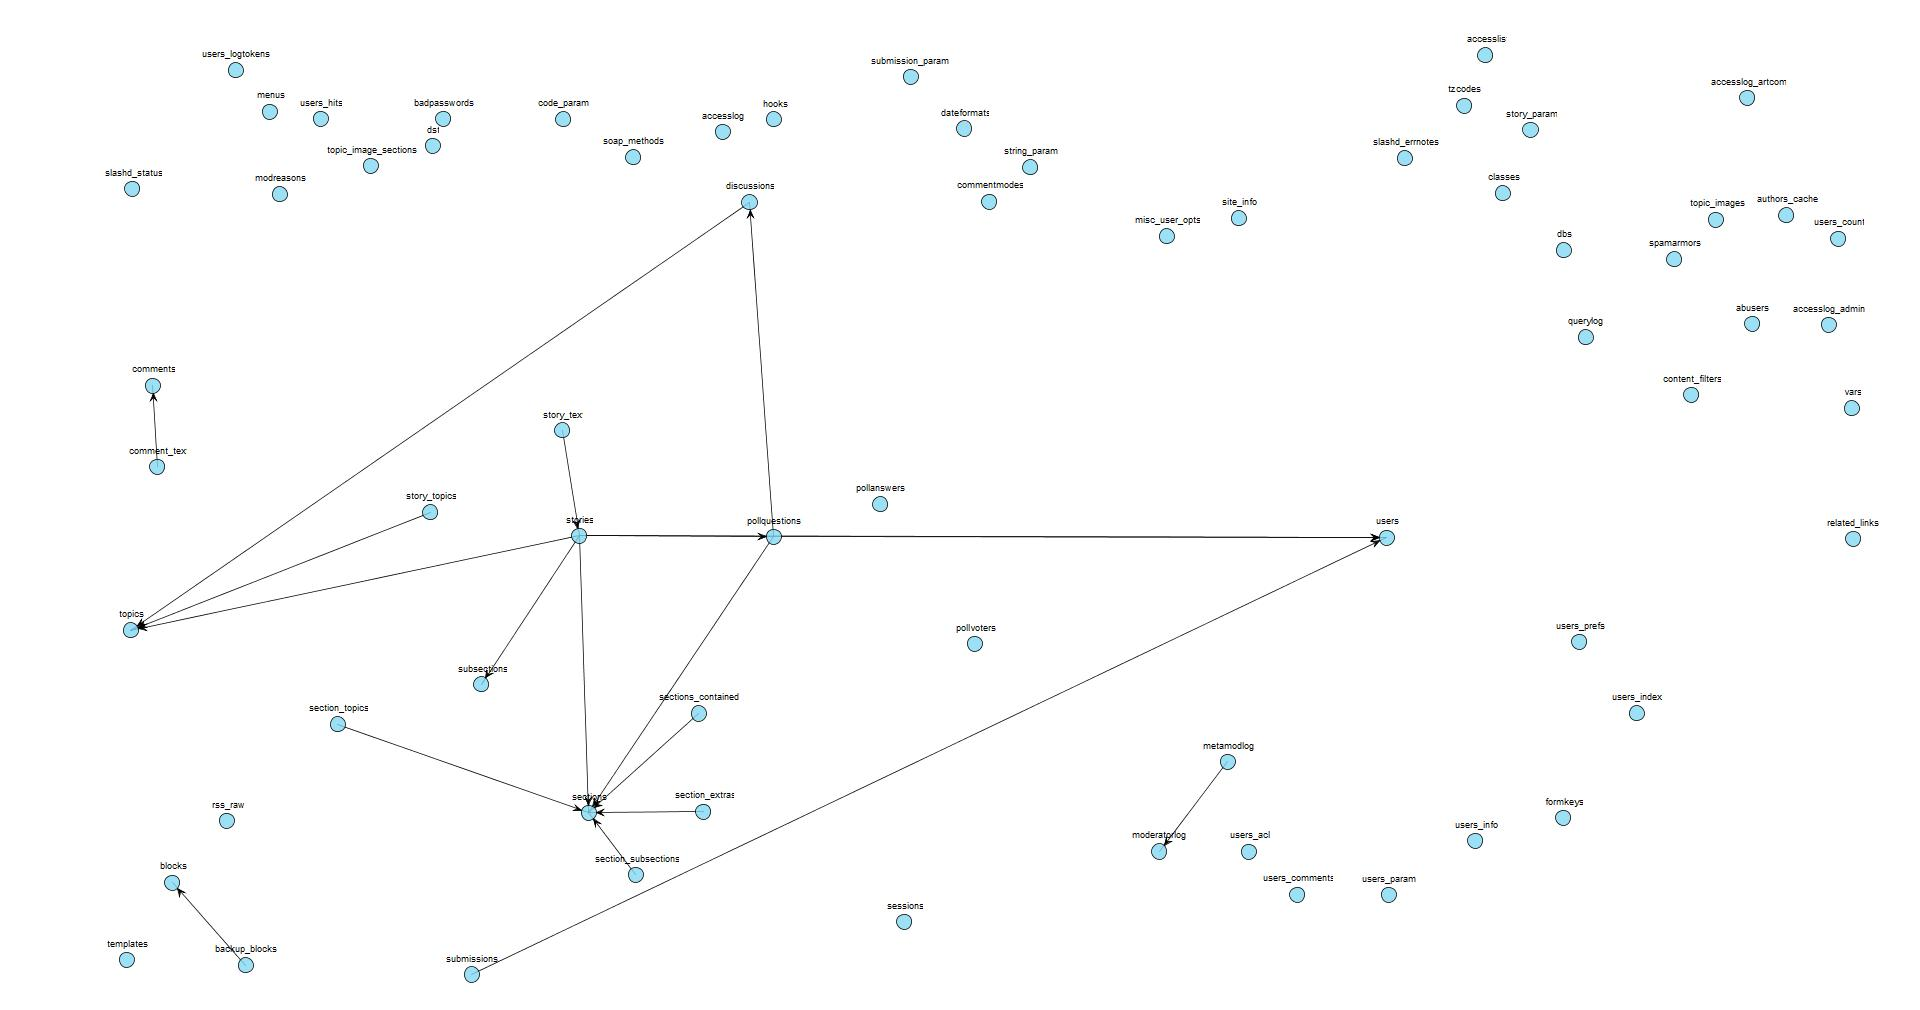 accesslis
users_logtokens
submission_param
accesslog_artcom
tzcodes
menus
users_hits
badpasswords
code_param
hooks
accesslog
dateformats
story_param
dst
soap_methods
slashd_errnotes
topic_image_sections
string_param
slashd_status
modreasons
discussions
commentmodes
classes
site_info
topic_images
authors_cache
misc_user_opts
users_count
dbs
spamarmors
abusers
accesslog_admin
querylog
comments
content_filters
vars
story_tex
comment_tex
pollanswers
story_topics
stories
pollquestions
users
related_links
topics
pollvoters
users_prefs
subsections
sections_contained
users_index
section_topics
metamodlog
sections
section_extras
rss_raw
formkeys
users_info
moderatorlog
users_acl
section_subsections
blocks
users_comments
users_param
sessions
templates
backup_blocks
submissions